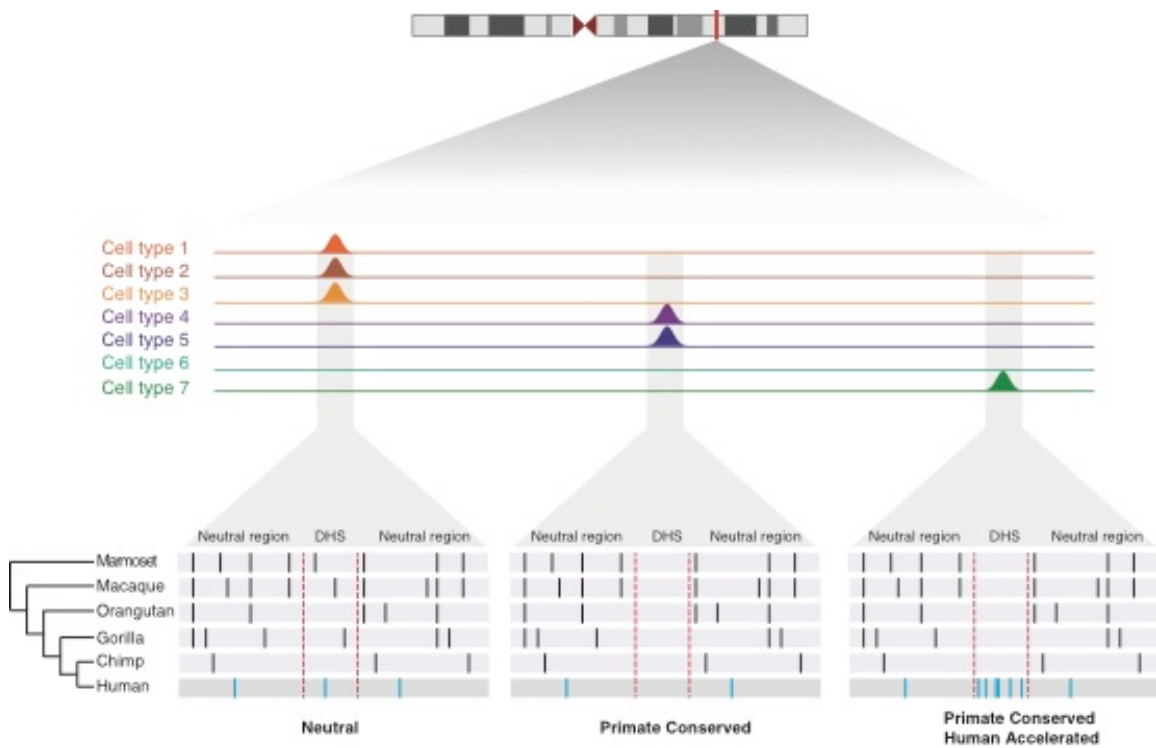 Cell type 1
Cell type 2
Cell type 3
Cell type 4
Cell type 5
Cell type 6
Cell type 7
Neutral region DHS Neutral region Neutral region DHS Neutral region Neutral region DHS Neutral region
Marmoset
Macaque
Orangutan
Gorilla
Chimp
Human
Neutral Primate Conserved Primate Conserved
Human Accelerated